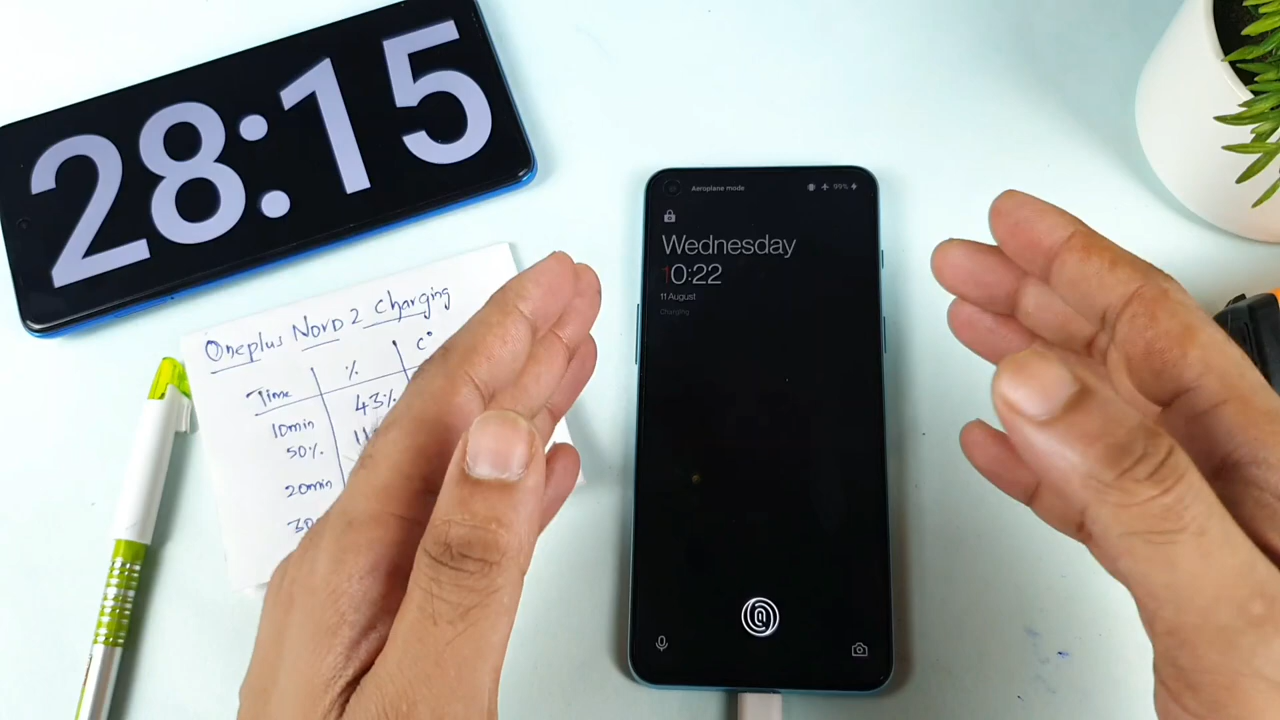 28:15
Aeroplane mode 99%
Wednesday
10:22
11 August
Charging
Oneplus Nord 2 Charging
Time % C°
10min 43%
50%
20min